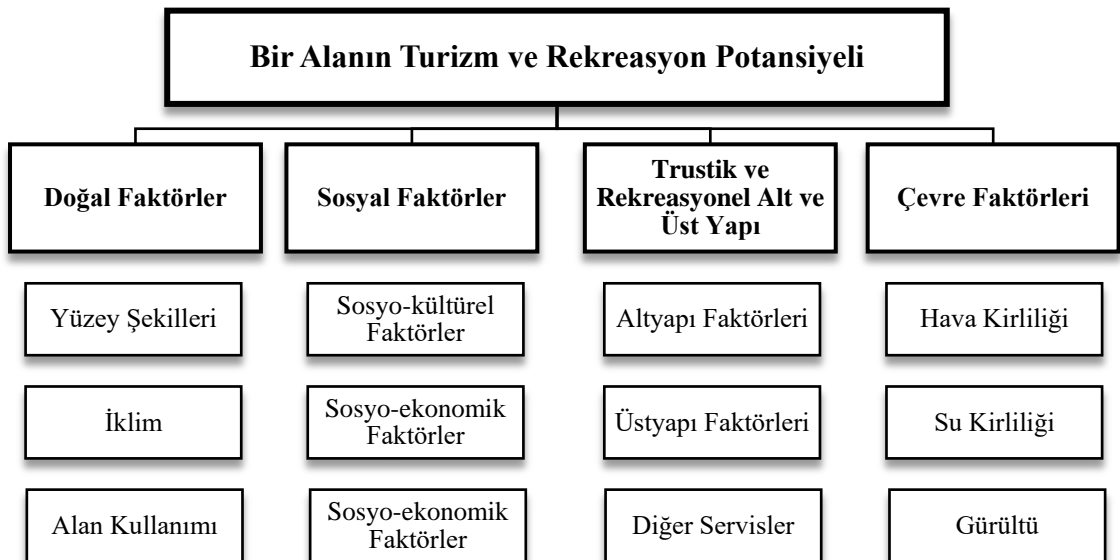 Bir Alanın Turizm ve Rekreasyon Potansiyeli
Doğal Faktörler
Sosyal Faktörler
Trustik ve
Rekreasyonel Alt ve
Üst Yapı
Çevre Faktörleri
Yüzey Şekilleri
Sosyo-kültürel
Faktörler
Altyapı Faktörleri
Hava Kirliliği
İklim
Sosyo-ekonomik
Faktörler
Üstyapı Faktörleri
Su Kirliliği
Alan Kullanımı
Sosyo-ekonomik
Faktörler
Diğer Servisler
Gürültü